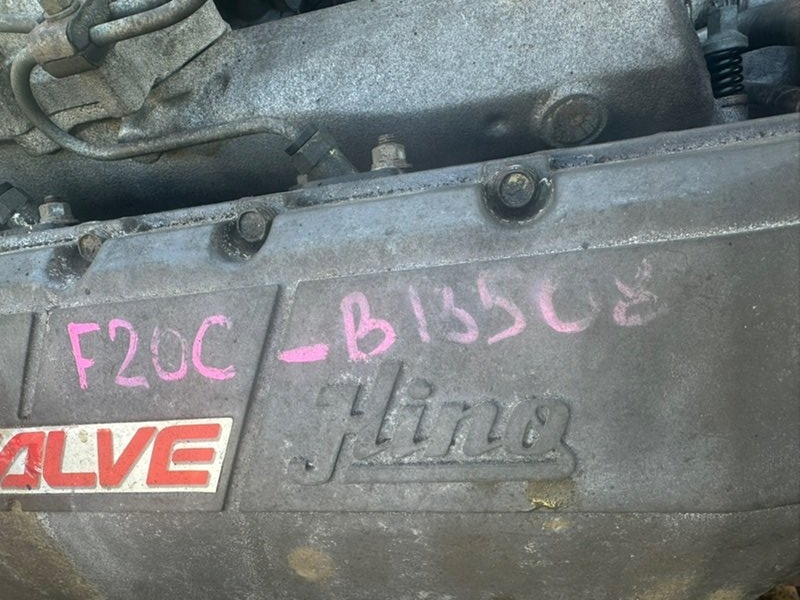 F20C - B13508
ALVE
Hino